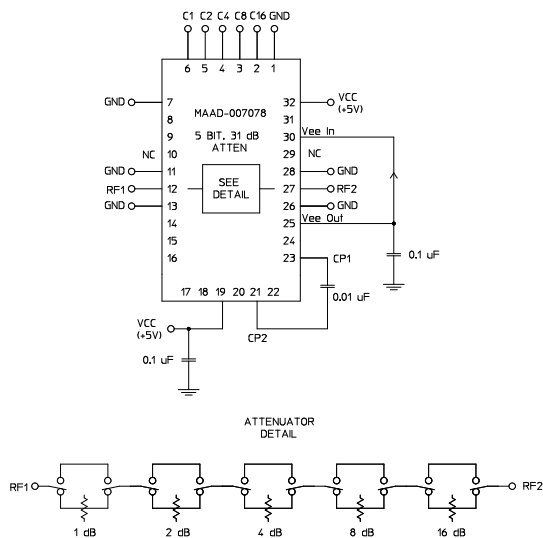 C1 C2 C4 C8 C16 GND
6 5 4 3 2 1
GND 7 32 VCC
(+5V)
8 MAAD-007078 31
9 5 BIT, 31 dB 30 Vee In
ATTEN
NC 10 29 NC
GND 11 28 GND
RF1 12 SEE 27 RF2
DETAIL
GND 13 26 GND
14 25 Vee Out
15 24
16 23 CP1
0.1 uF
17 18 19 20 21 22
0.01 uF
VCC
(+5V)
CP2
0.1 uF
ATTENUATOR
DETAIL
RF1 RF2
1 dB 2 dB 4 dB 8 dB 16 dB